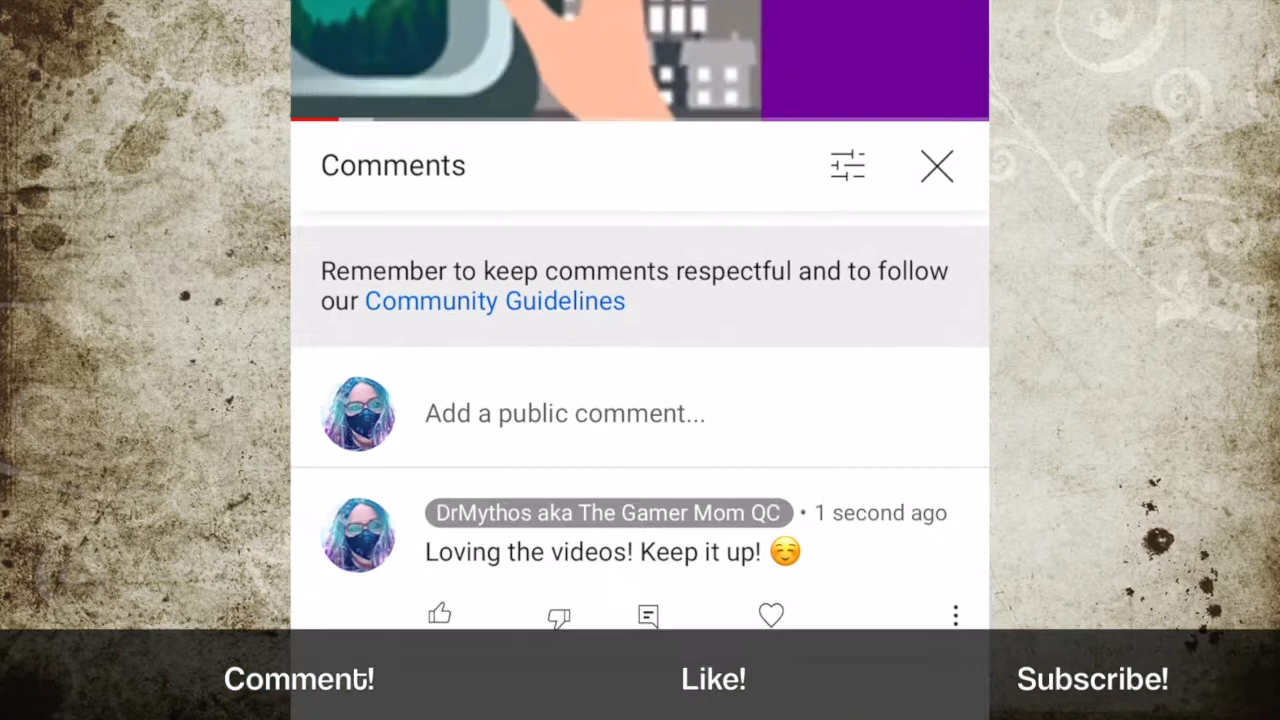 Comments
Remember to keep comments respectful and to follow
our Community Guidelines
Add a public comment...
DrMythos aka The Gamer Mom QC • 1 second ago
Loving the videos! Keep it up! ☺️
Comment! Like! Subscribe!